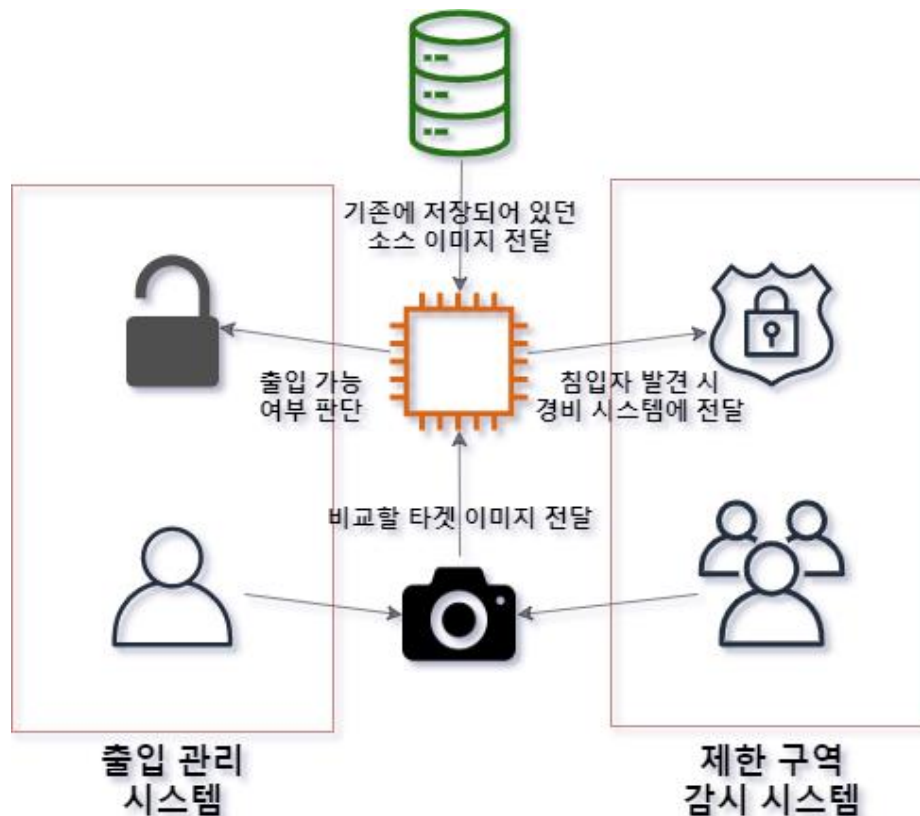 기존에 저장되어 있던
소스 이미지 전달
출입 가능
여부 판단
침입자 발견 시
경비 시스템에 전달
비교할 타겟 이미지 전달
출입 관리
시스템
제한 구역
감시 시스템